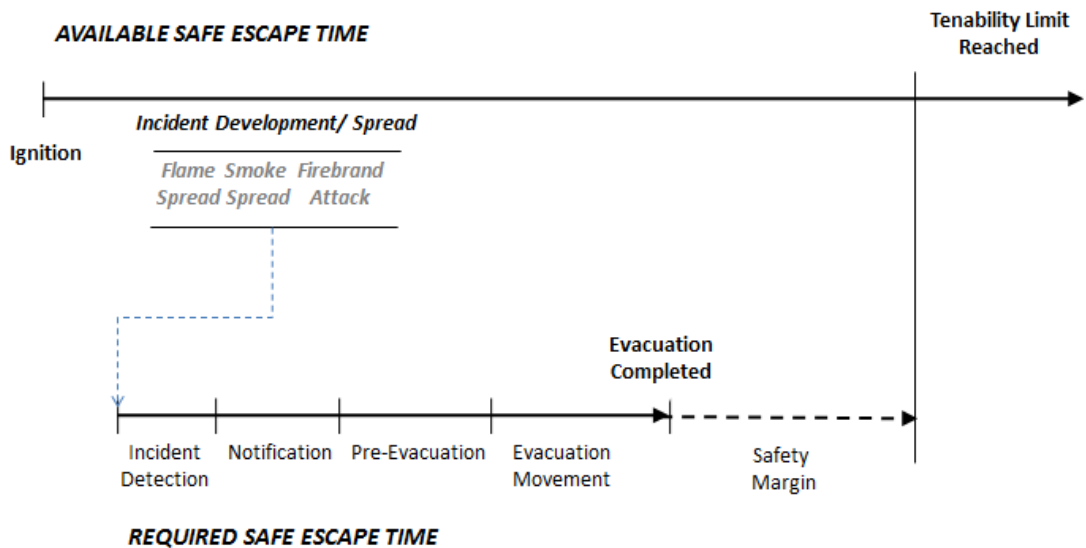 AVAILABLE SAFE ESCAPE TIME
Tenability Limit
Reached
Ignition
Incident Development/ Spread
Flame Smoke Firebrand
Spread Spread Attack
Evacuation
Completed
Incident
Detection
Notification
Pre-Evacuation
Evacuation
Movement
Safety
Margin
REQUIRED SAFE ESCAPE TIME